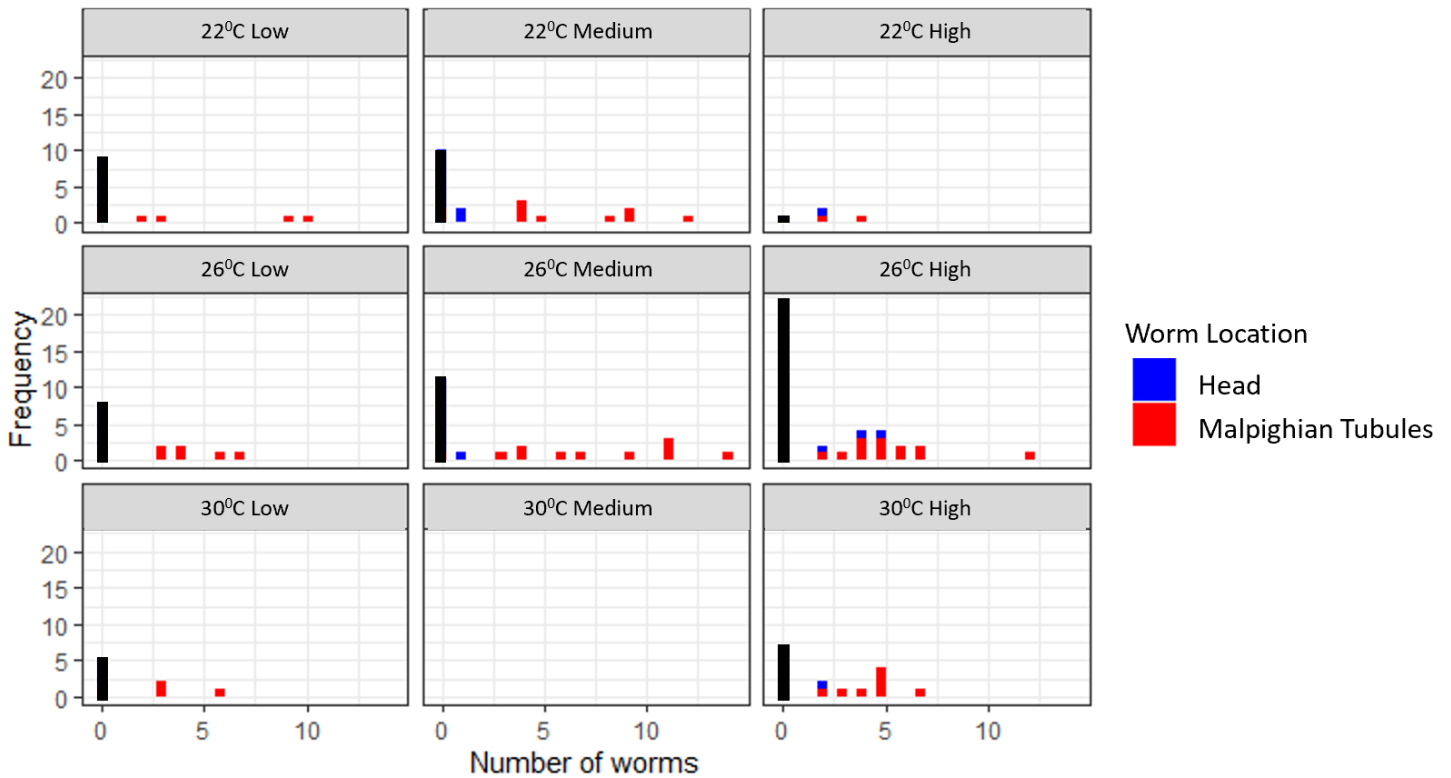 22⁰C Low
22⁰C Medium
22⁰C High
20
15
10
5
0
26⁰C Low
26⁰C Medium
26⁰C High
20
15
10
5
0
Frequency
30⁰C Low
30⁰C Medium
30⁰C High
20
15
10
5
0
0 5 10
0 5 10
0 5 10
Number of worms
Worm Location
Head
Malpighian Tubules